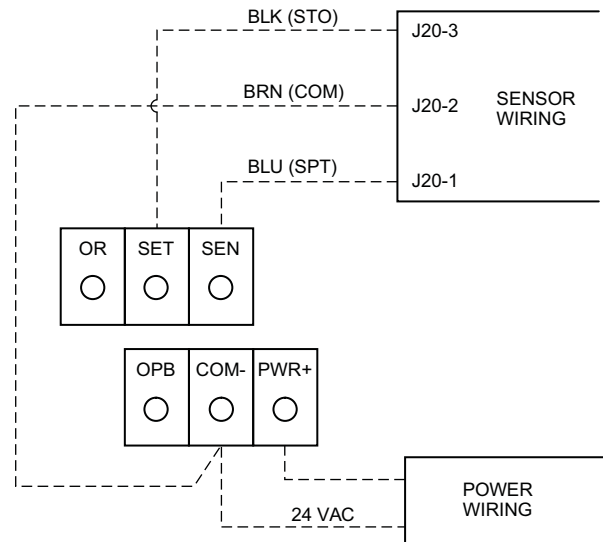 BLK (STO)
J20-3
BRN (COM)
J20-2
SENSOR
WIRING
BLU (SPT)
J20-1
OR
SET
SEN
OPB
COM-
PWR+
24 VAC
POWER
WIRING